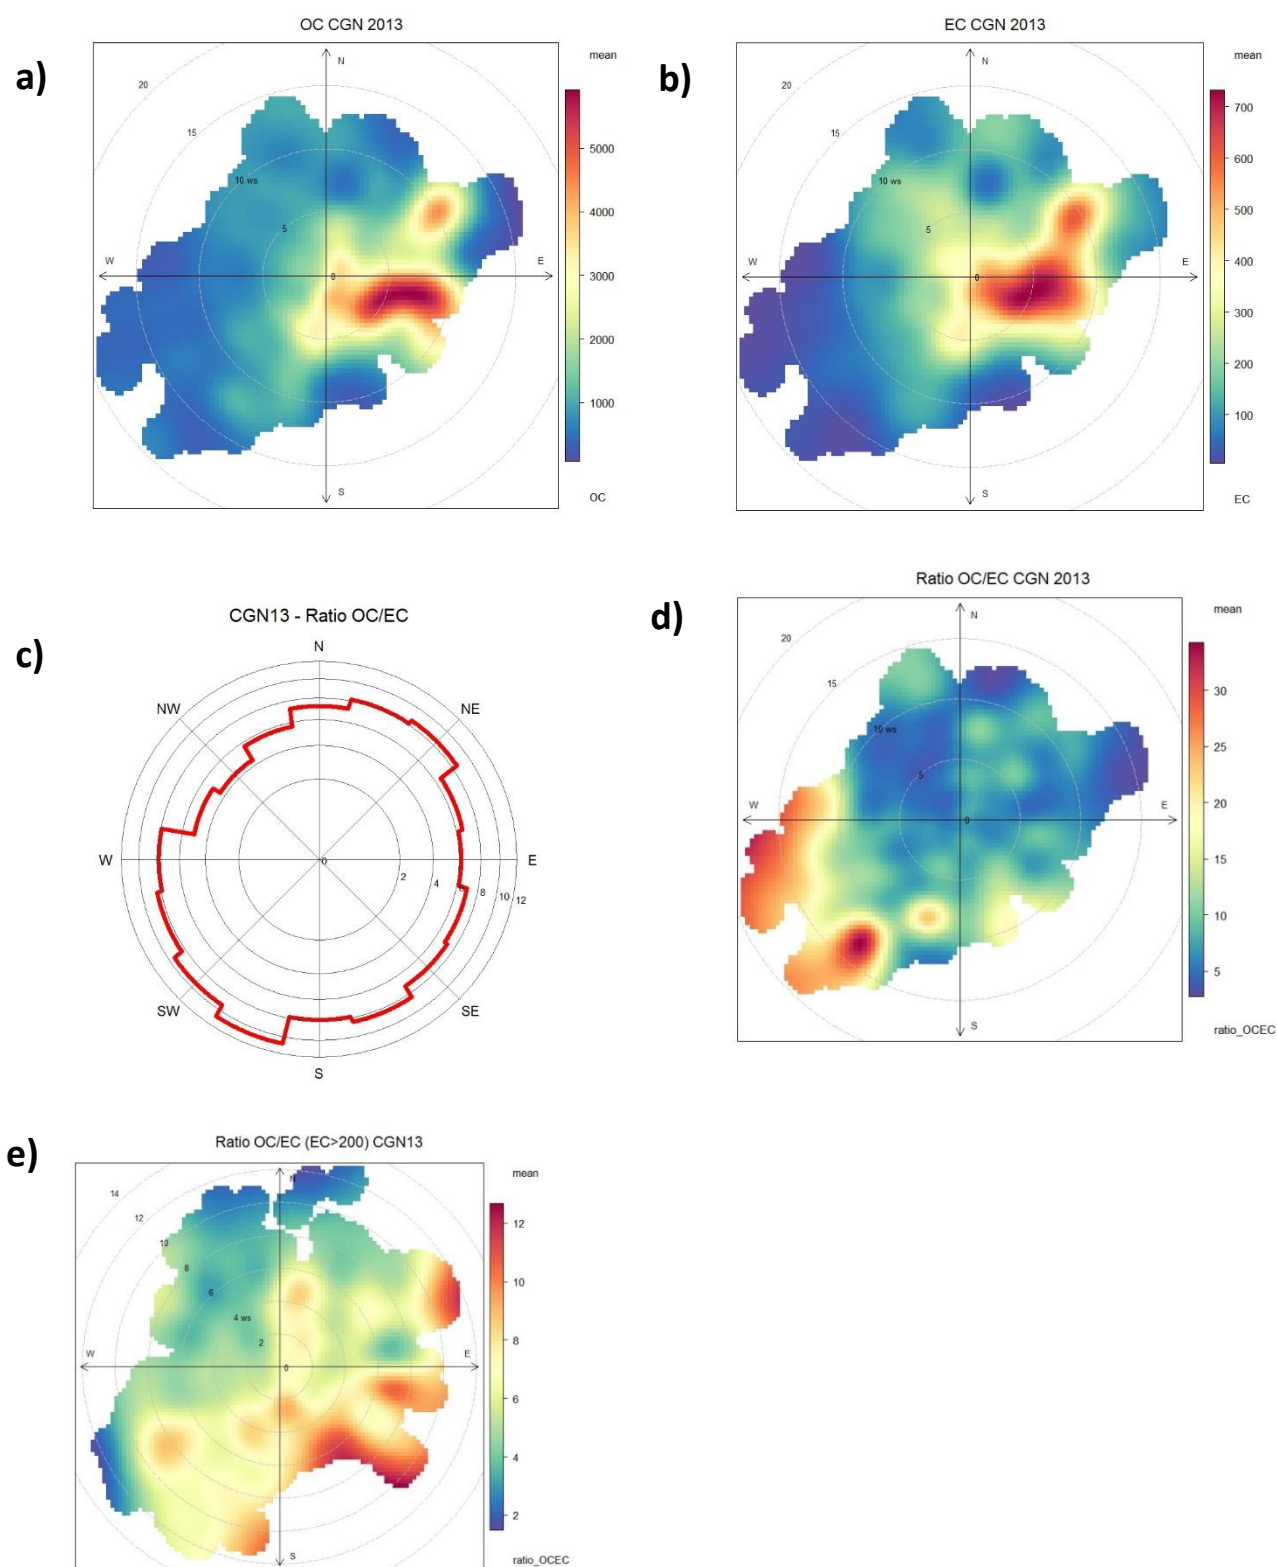 OC CGN 2013
a)
mean
N
20
15
10 ws
5
0
W
E
S
5000
4000
3000
2000
1000
OC
EC CGN 2013
b)
mean
N
20
15
10 ws
5
0
W
E
S
700
600
500
400
300
200
100
EC
CGN13 - Ratio OC/EC
c)
N
NW
NE
W
E
0
2
4
6
8
10
12
SW
SE
S
Ratio OC/EC CGN 2013
d)
mean
N
20
15
10 ws
5
0
W
E
S
30
25
20
15
10
5
ratio_OCEC
Ratio OC/EC (EC>200) CGN13
e)
mean
N
14
12
10
8
6
4 ws
2
0
W
E
S
12
10
8
6
4
2
ratio_OCEC